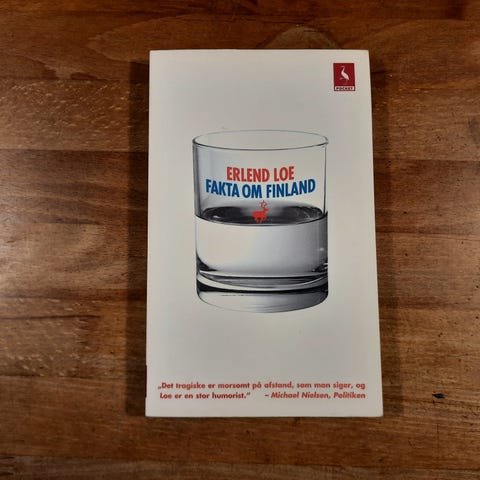 POCKET
ERLEND LOE
FAKTA OM FINLAND
„Det tragiske er morsomt på afstand, som man siger, og
Loe er en stor humorist.” – Michael Nielsen, Politiken